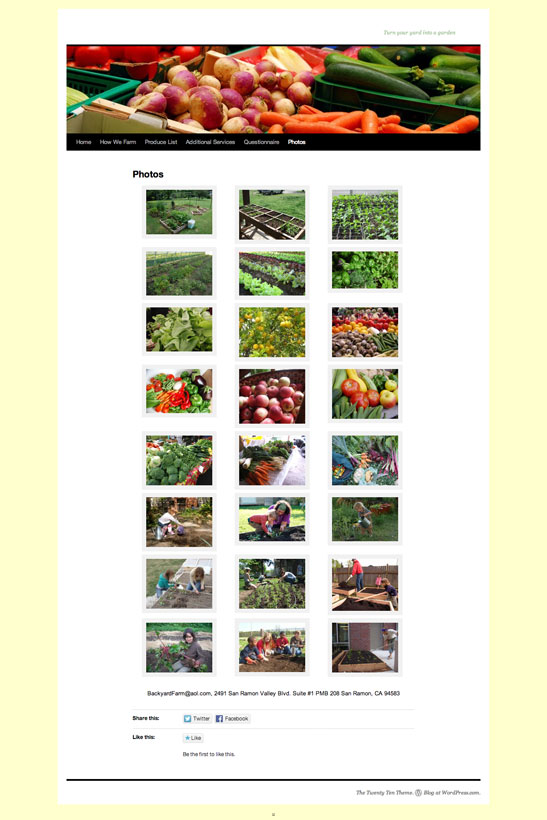 Turn your yard into a garden
Home How We Farm Produce List Additional Services Questionnaire Photos
Photos
BackyardFarm@aol.com, 2491 San Ramon Valley Blvd. Suite #1 PMB 208 San Ramon, CA 94583
Share this: Twitter Facebook
Like this: Like
Be the first to like this.
The Twenty Ten Theme. Blog at WordPress.com.